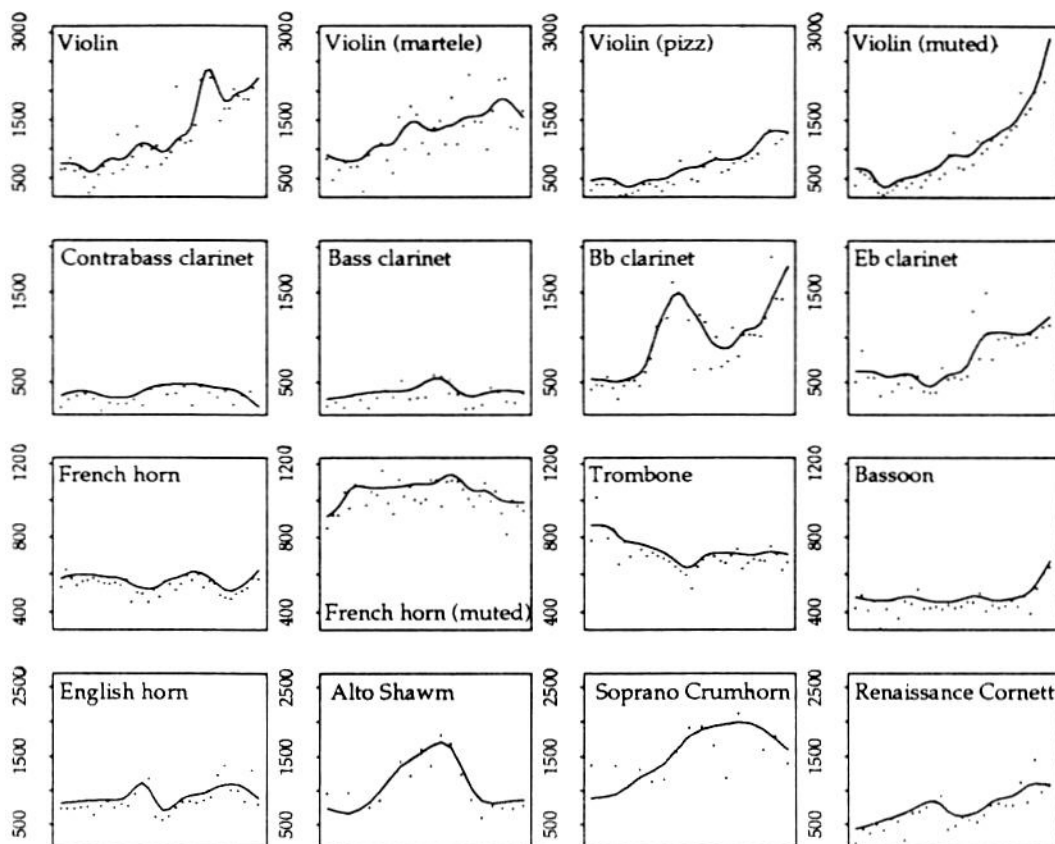 3000 Violin 3000 Violin (martele) 3000 Violin (pizz) 3000 Violin (muted)
1500 1500 1500 1500
500 500 500 500
Contrabass clarinet Bass clarinet Bb clarinet Eb clarinet
1500 1500 1500 1500
500 500 500 500
1200 French horn 1200 1200 Trombone 1200 Bassoon
800 800 800 800
400 400 French horn (muted) 400 400
2500 English horn 2500 Alto Shawm 2500 Soprano Crumhorn 2500 Renaissance Cornett
1500 1500 1500 1500
500 500 500 500